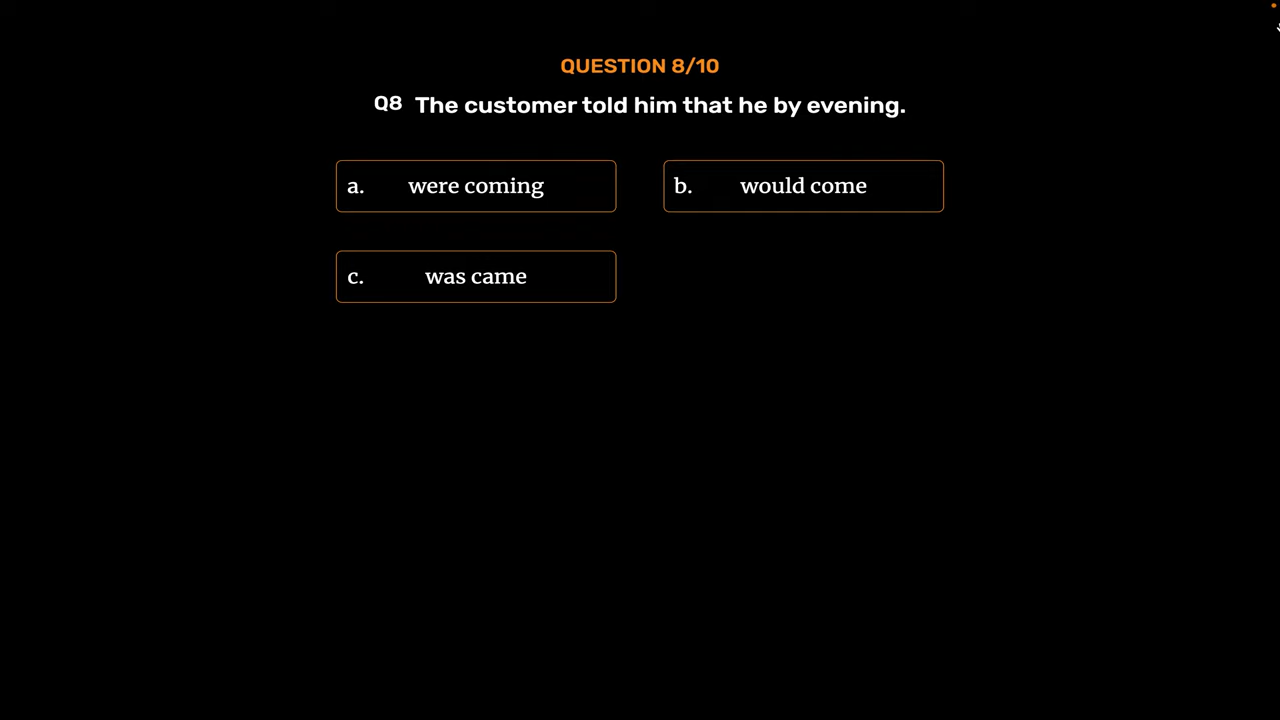 QUESTION 8/10
Q8 The customer told him that he by evening.
a. were coming
b. would come
c. was came